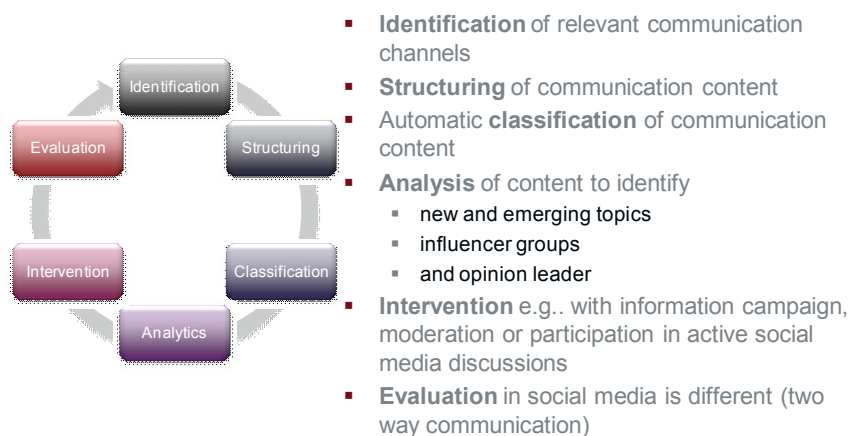 Identification
Structuring
Classification
Analytics
Intervention
Evaluation
▪ Identification of relevant communication
channels
▪ Structuring of communication content
▪ Automatic classification of communication
content
▪ Analysis of content to identify
▪ new and emerging topics
▪ influencer groups
▪ and opinion leader
▪ Intervention e.g.. with information campaign,
moderation or participation in active social
media discussions
▪ Evaluation in social media is different (two
way communication)